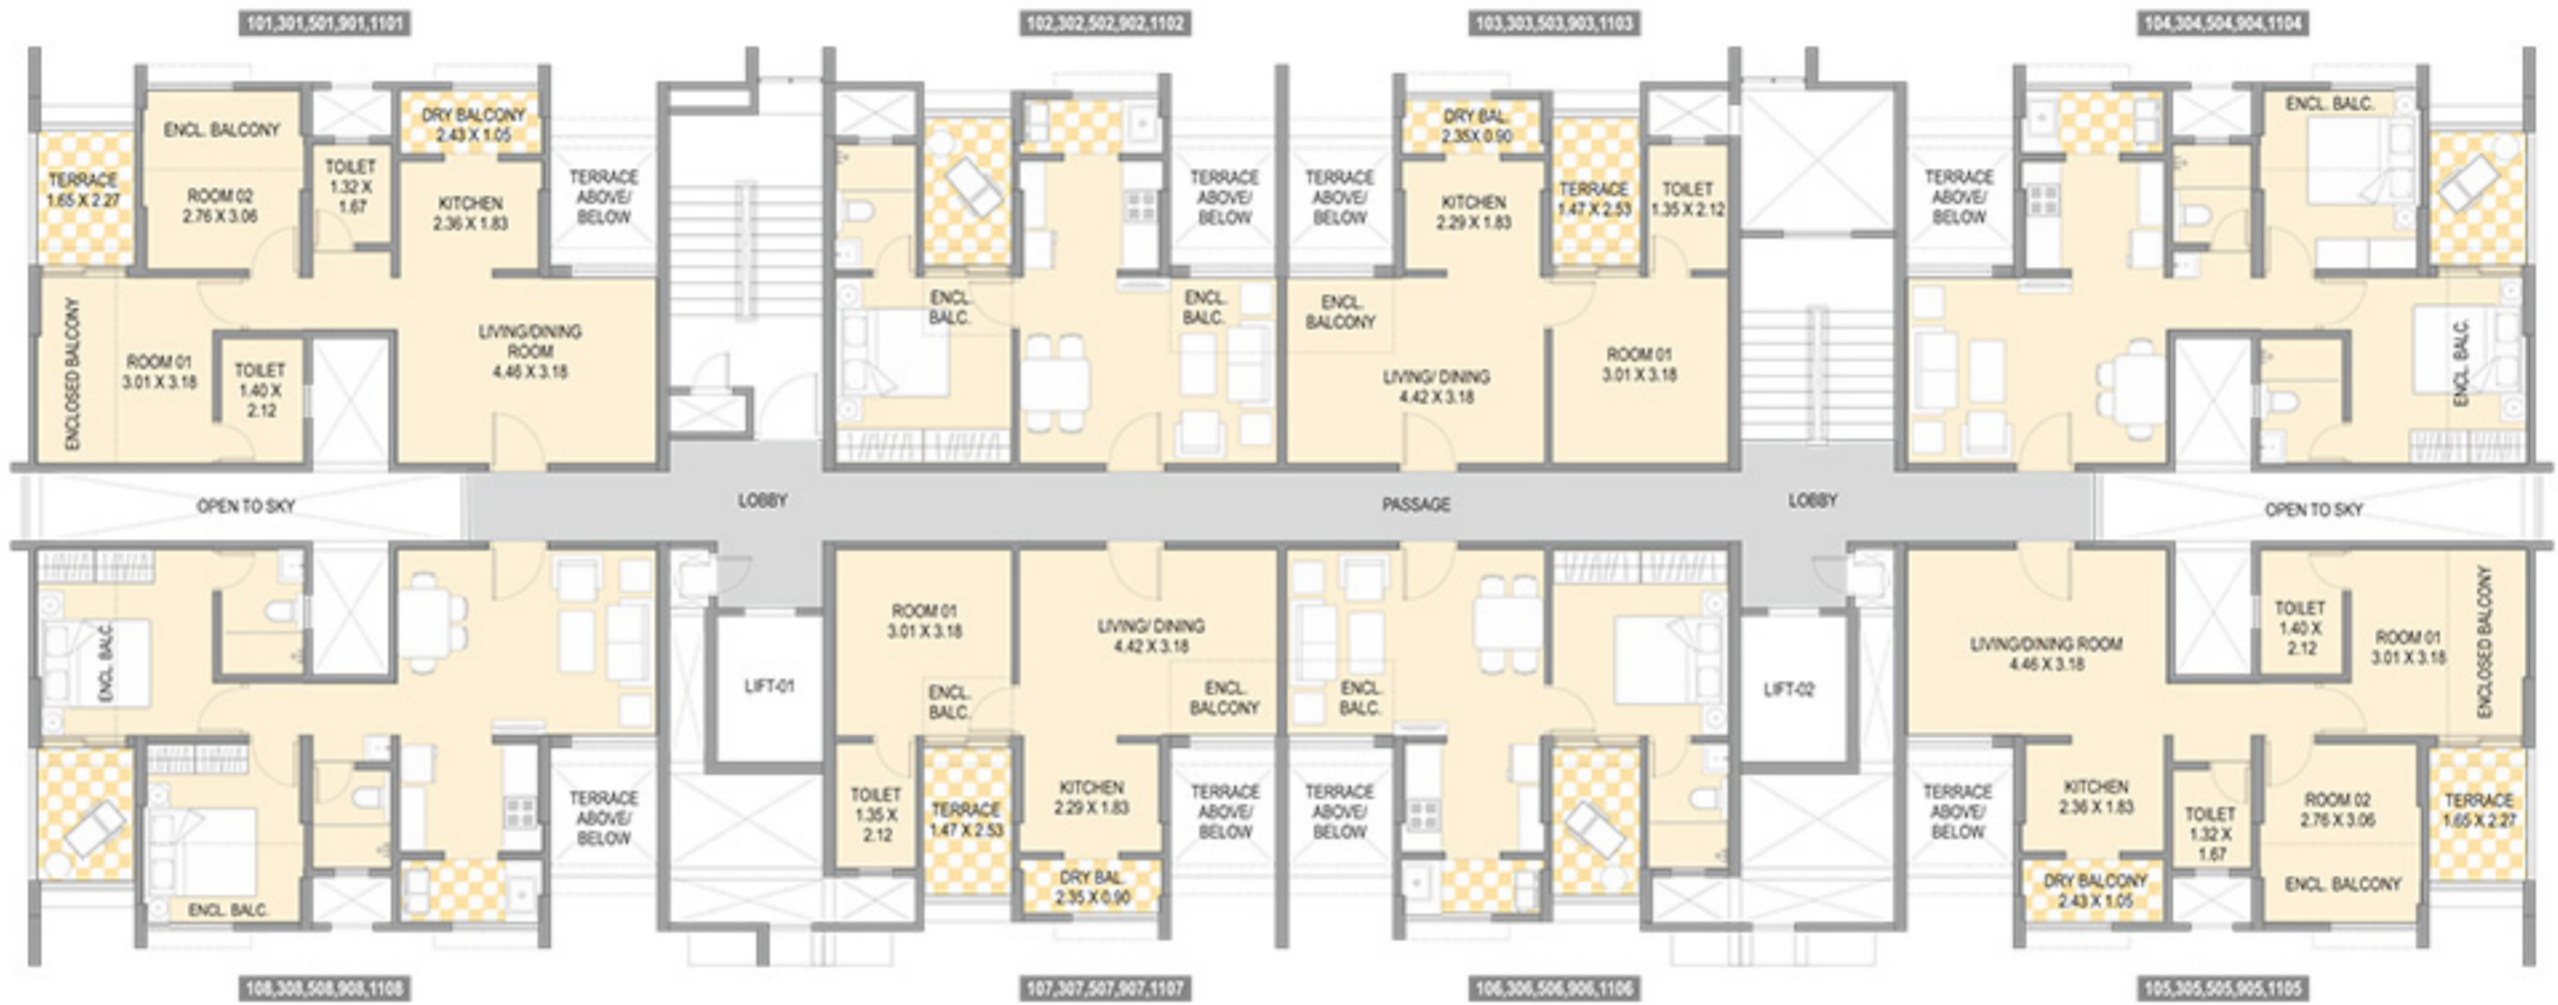 101,301,501,901,1101
102,302,502,902,1102
103,303,503,903,1103
104,304,504,904,1104
ENCL. BALCONY
ROOM 02
2.76 X 3.06
TERRACE
1.65 X 2.27
TOILET
1.32 X
1.67
DRY BALCONY
2.43 X 1.05
KITCHEN
2.36 X 1.83
TERRACE
ABOVE/
BELOW
ENCLOSED BALCONY
ROOM 01
3.01 X 3.18
TOILET
1.40 X
2.12
LIVING/DINING
ROOM
4.46 X 3.18
ENCL.
BALC.
TERRACE
ABOVE/
BELOW
ENCL.
BALC.
TERRACE
ABOVE/
BELOW
DRY BAL.
2.35X 0.90
KITCHEN
2.29 X 1.83
TERRACE
1.47 X 2.53
TOILET
1.35 X 2.12
ENCL.
BALCONY
LIVING/ DINING
4.42 X 3.18
ROOM 01
3.01 X 3.18
TERRACE
ABOVE/
BELOW
ENCL. BALC.
ENCL. BALC.
OPEN TO SKY
LOBBY
PASSAGE
LOBBY
OPEN TO SKY
ENCL. BALC.
ENCL. BALC.
TERRACE
ABOVE/
BELOW
LIFT-01
ROOM 01
3.01 X 3.18
ENCL.
BALC.
LIVING/ DINING
4.42 X 3.18
ENCL.
BALCONY
TOILET
1.35 X
2.12
TERRACE
1.47 X 2.53
KITCHEN
2.29 X 1.83
DRY BAL.
2.35 X 0.90
TERRACE
ABOVE/
BELOW
ENCL.
BALC.
TERRACE
ABOVE/
BELOW
LIFT-02
LIVING/DINING ROOM
4.46 X 3.18
TOILET
1.40 X
2.12
ROOM 01
3.01 X 3.18
ENCLOSED BALCONY
TERRACE
ABOVE/
BELOW
KITCHEN
2.36 X 1.83
DRY BALCONY
2.43 X 1.05
TOILET
1.32 X
1.67
ROOM 02
2.76 X 3.06
ENCL. BALCONY
TERRACE
1.65 X 2.27
108,308,508,908,1108
107,307,507,907,1107
106,306,506,906,1106
105,305,505,905,1105